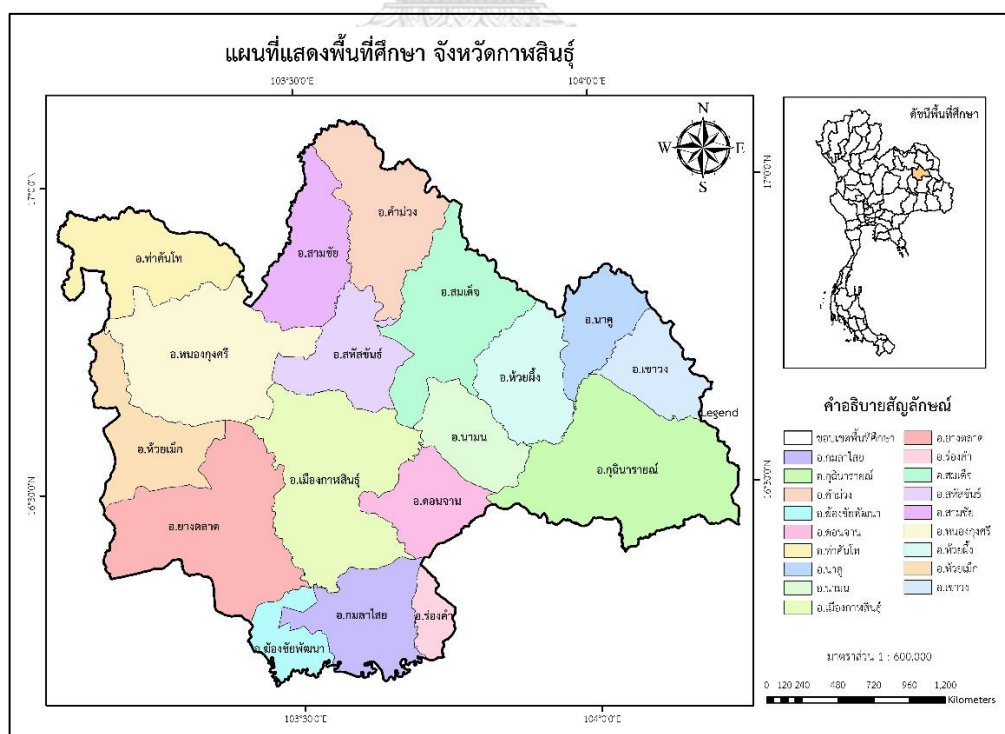 แผนที่แสดงพื้นที่ศึกษา จังหวัดกาฬสินธุ์
103°30'0"E
104°0'0"E
N
W E
S
17°0'0"N
17°0'0"N
ดัชนีพื้นที่ศึกษา
อ.คำม่วง
อ.สามชัย
อ.ท่าคันโท
อ.สมเด็จ
อ.นาคู
อ.หนองกุงศรี
อ.สหัสขันธ์
อ.ห้วยผึ้ง
อ.เขาวง
Legend
อ.ห้วยเม็ก
อ.นามน
อ.กุฉินารายณ์
อ.เมืองกาฬสินธุ์
อ.ดอนจาน
อ.ยางตลาด
16°30'0"N
16°30'0"N
อ.กมลาไสย
อ.ร่องคำ
อ.ฆ้องชัยพัฒนา
103°30'0"E
104°0'0"E
คำอธิบายสัญลักษณ์
ขอบเขตพื้นที่ศึกษา
อ.กมลาไสย
อ.กุฉินารายณ์
อ.คำม่วง
อ.ฆ้องชัยพัฒนา
อ.ดอนจาน
อ.ท่าคันโท
อ.นาคู
อ.นามน
อ.เมืองกาฬสินธุ์
อ.ยางตลาด
อ.ร่องคำ
อ.สมเด็จ
อ.สหัสขันธ์
อ.สามชัย
อ.หนองกุงศรี
อ.ห้วยผึ้ง
อ.ห้วยเม็ก
อ.เขาวง
มาตราส่วน 1 : 600,000
0 120 240 480 720 960 1,200
Kilometers